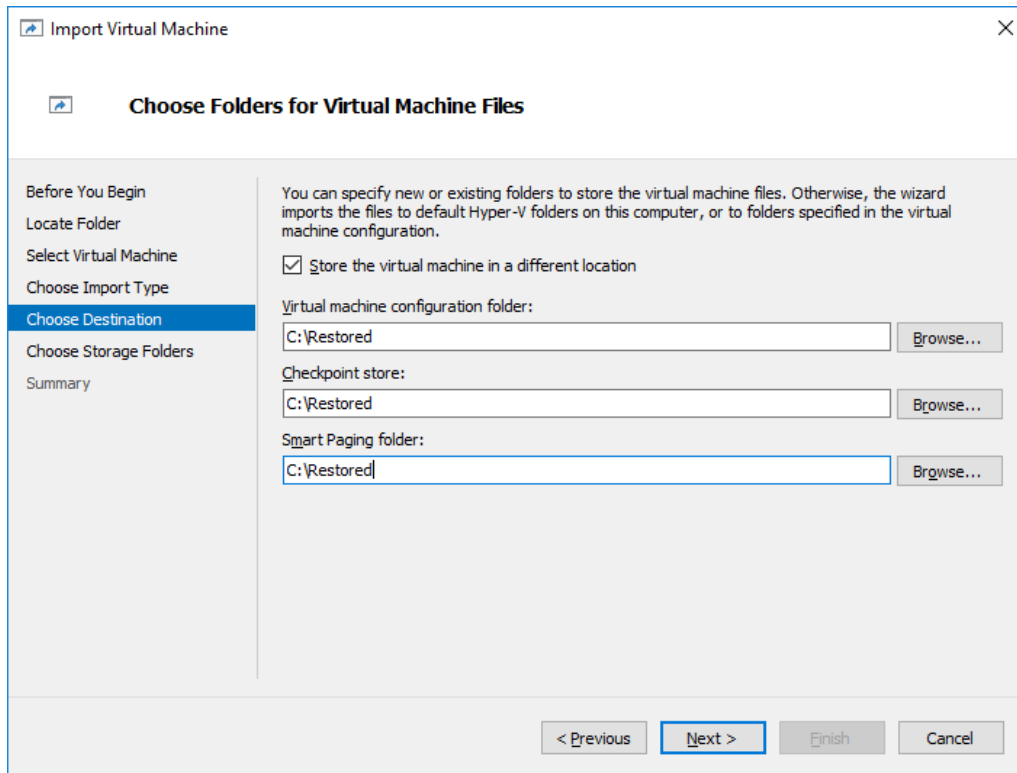 Import Virtual Machine
Choose Folders for Virtual Machine Files
Before You Begin
Locate Folder
Select Virtual Machine
Choose Import Type
Choose Destination
Choose Storage Folders
Summary
You can specify new or existing folders to store the virtual machine files. Otherwise, the wizard
imports the files to default Hyper-V folders on this computer, or to folders specified in the virtual
machine configuration.
Store the virtual machine in a different location
Virtual machine configuration folder:
C:\Restored
Browse...
Checkpoint store:
C:\Restored
Browse...
Smart Paging folder:
C:\Restored
Browse...
< Previous
Next >
Finish
Cancel